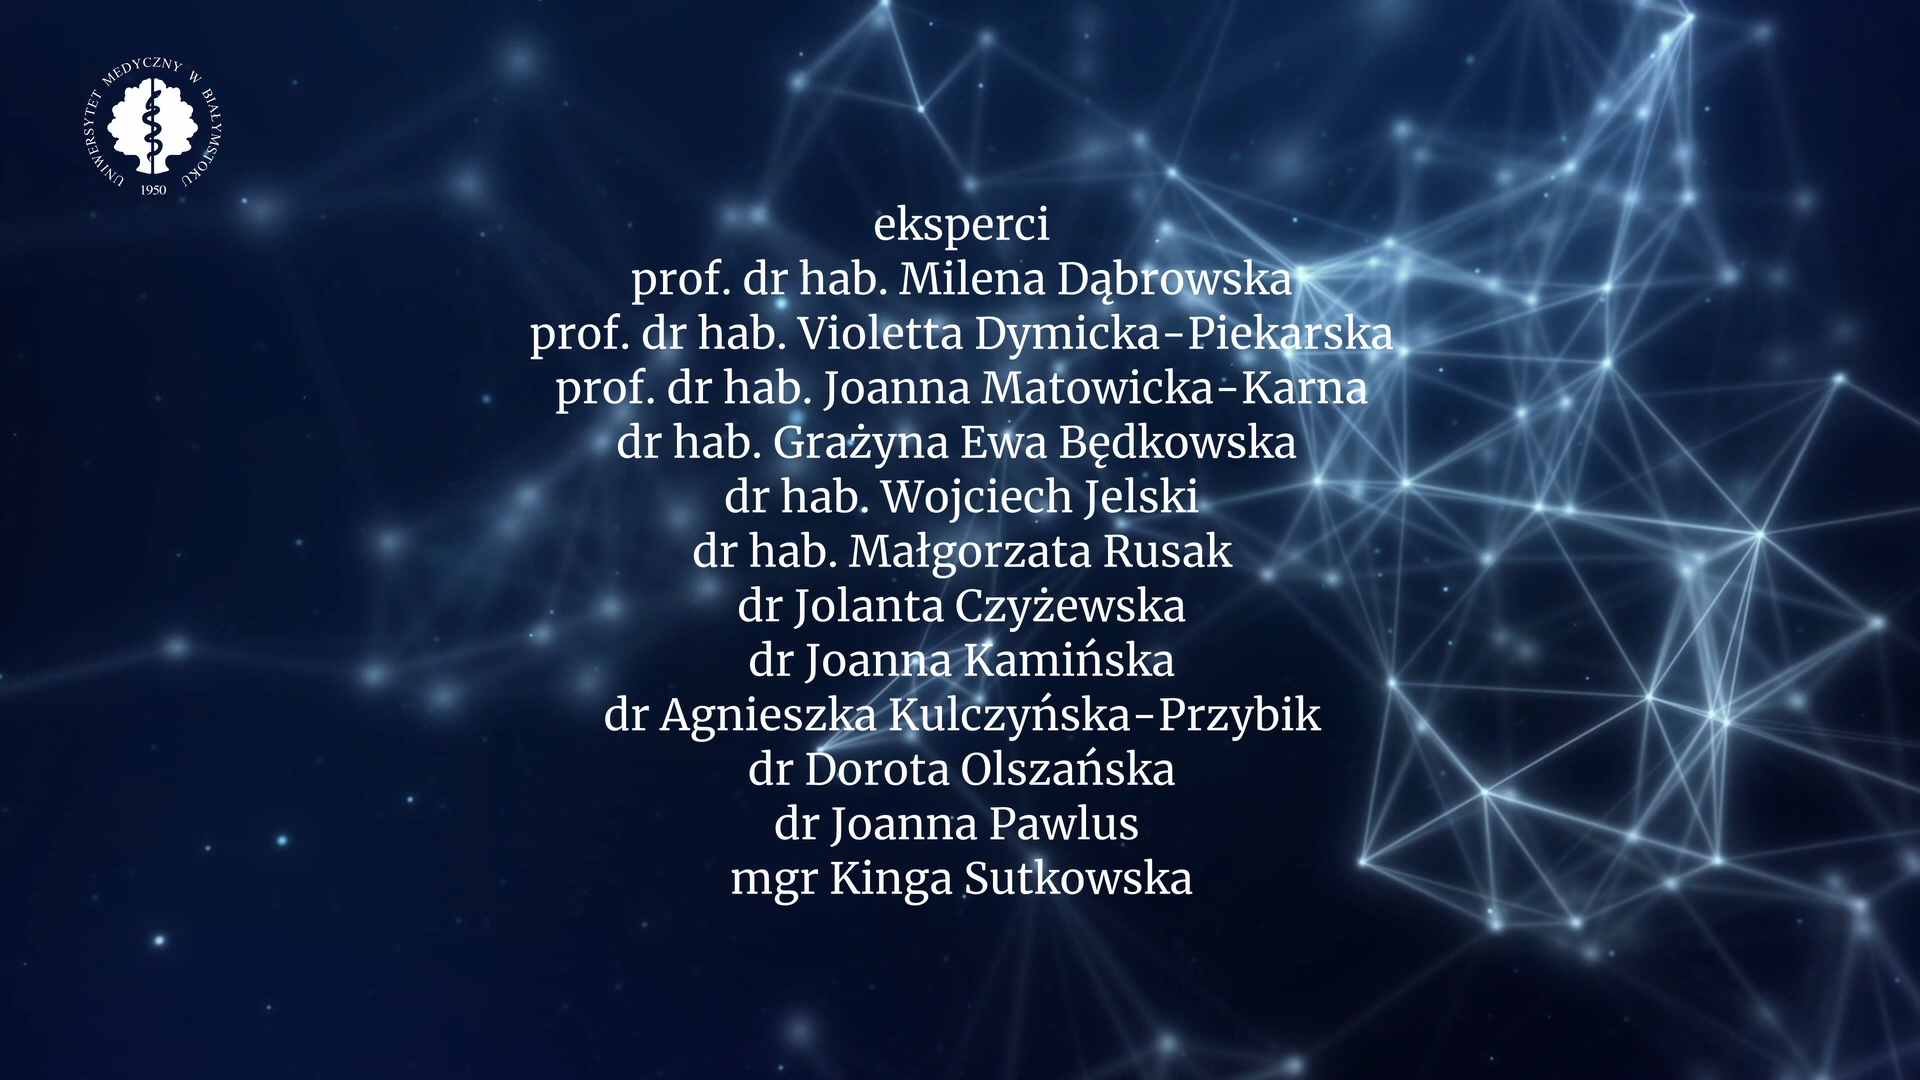 UNIWERSYTET MEDYCZNY W BIAŁYMSTOKU
1950
eksperci
prof. dr hab. Milena Dąbrowska
prof. dr hab. Violetta Dymicka-Piekarska
prof. dr hab. Joanna Matowicka-Karna
dr hab. Grażyna Ewa Będkowska
dr hab. Wojciech Jelski
dr hab. Małgorzata Rusak
dr Jolanta Czyżewska
dr Joanna Kamińska
dr Agnieszka Kulczyńska-Przybik
dr Dorota Olszańska
dr Joanna Pawlus
mgr Kinga Sutkowska